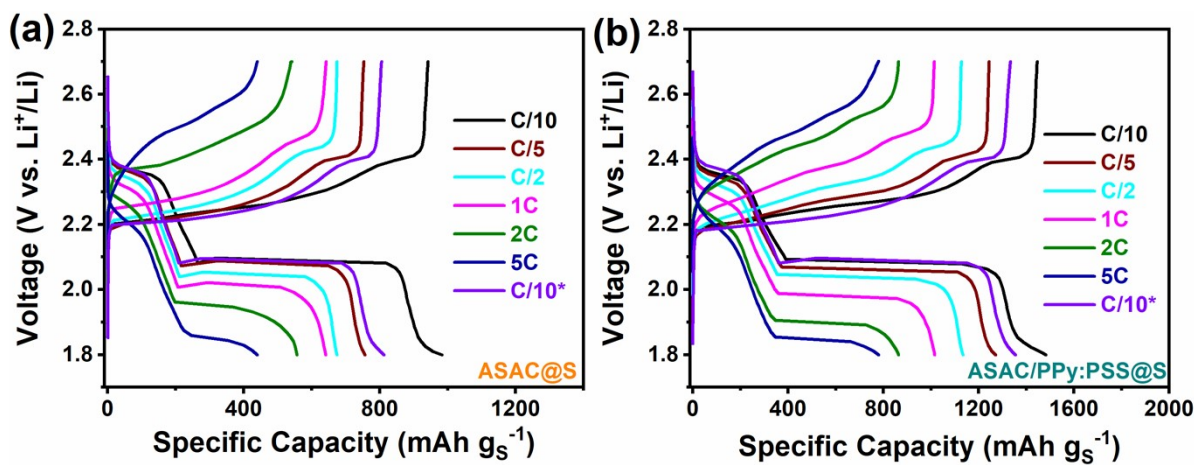 (a)
2.8
2.6
2.4
2.2
2.0
1.8
Voltage (V vs. Li⁺/Li)
C/10
C/5
C/2
1C
2C
5C
C/10*
ASAC@S
0
400
800
1200
Specific Capacity (mAh gS⁻¹)
(b)
2.8
2.6
2.4
2.2
2.0
1.8
Voltage (V vs. Li⁺/Li)
C/10
C/5
C/2
1C
2C
5C
C/10*
ASAC/PPy:PSS@S
0
400
800
1200
1600
2000
Specific Capacity (mAh gS⁻¹)